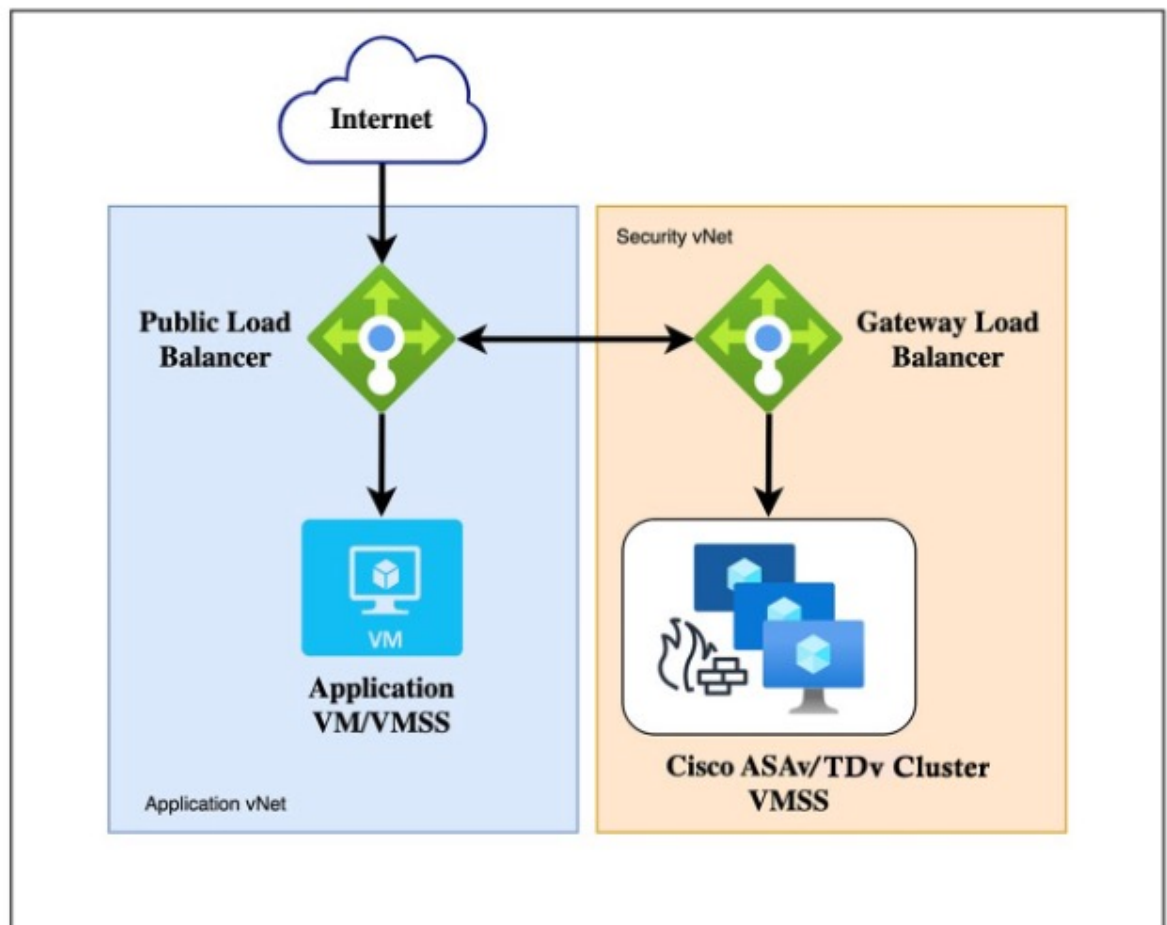 Internet
Security vNet
Public Load
Balancer
Gateway Load
Balancer
VM
Application
VM/VMSS
Cisco ASAv/TDv Cluster
VMSS
Application vNet